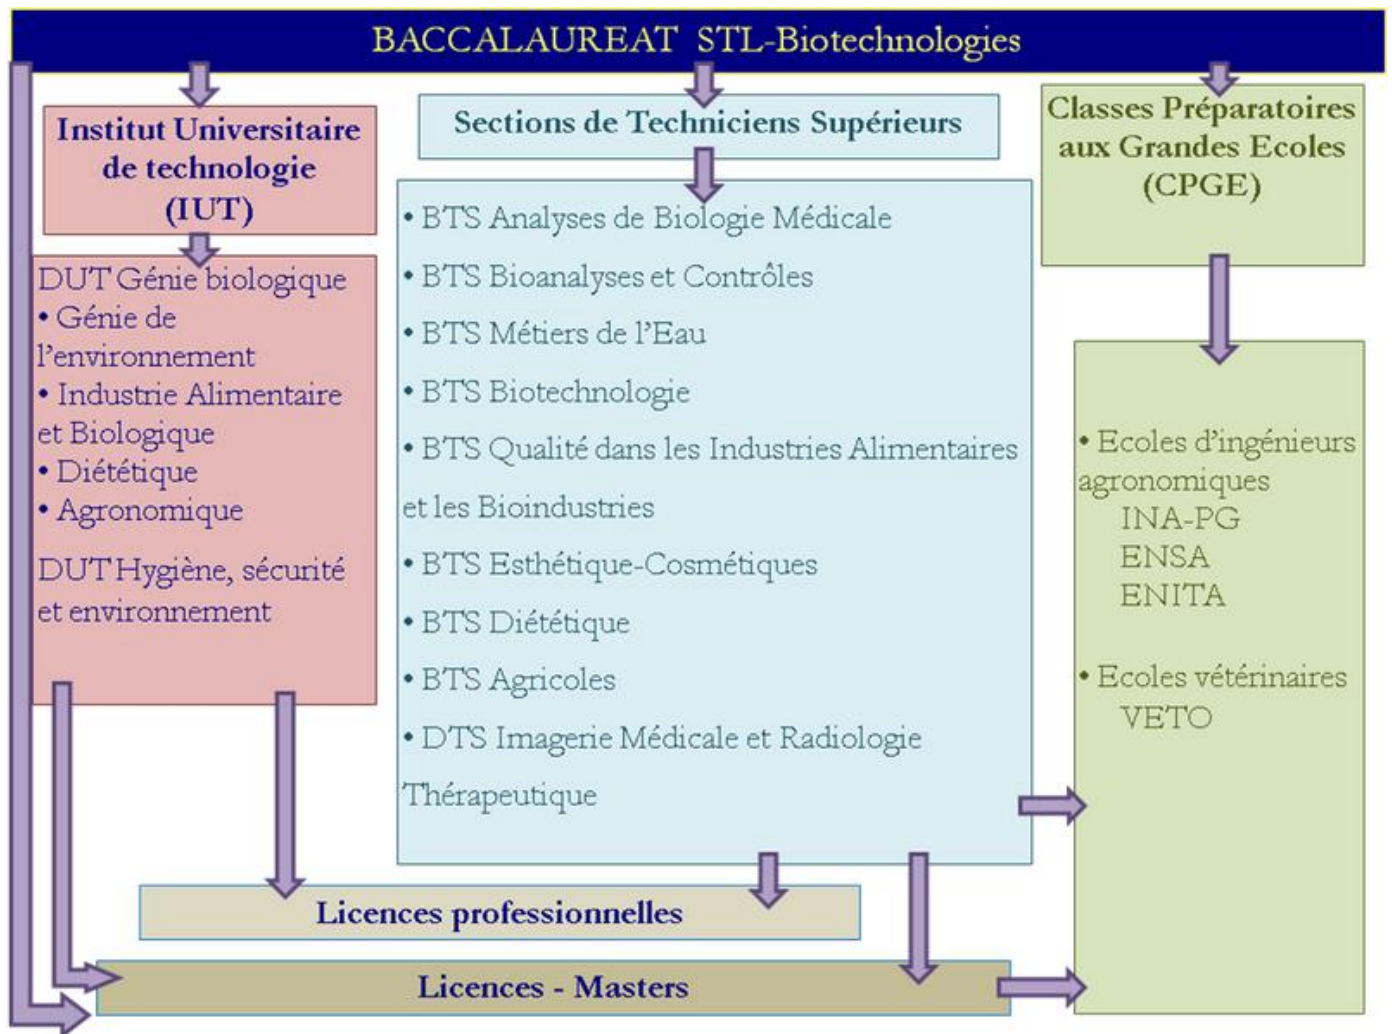 BACCALAUREAT STL-Biotechnologies
Institut Universitaire
de technologie
(IUT)
DUT Génie biologique
• Génie de
l'environnement
• Industrie Alimentaire
et Biologique
• Diététique
• Agronomique
DUT Hygiène, sécurité
et environnement
Sections de Techniciens Supérieurs
• BTS Analyses de Biologie Médicale
• BTS Bioanalyses et Contrôles
• BTS Métiers de l'Eau
• BTS Biotechnologie
• BTS Qualité dans les Industries Alimentaires
et les Bioindustries
• BTS Esthétique-Cosmétiques
• BTS Diététique
• BTS Agricoles
• DTS Imagerie Médicale et Radiologie
Thérapeutique
Classes Préparatoires
aux Grandes Ecoles
(CPGE)
• Ecoles d'ingénieurs
agronomiques
INA-PG
ENSA
ENITA
• Ecoles vétérinaires
VETO
Licences professionnelles
Licences - Masters